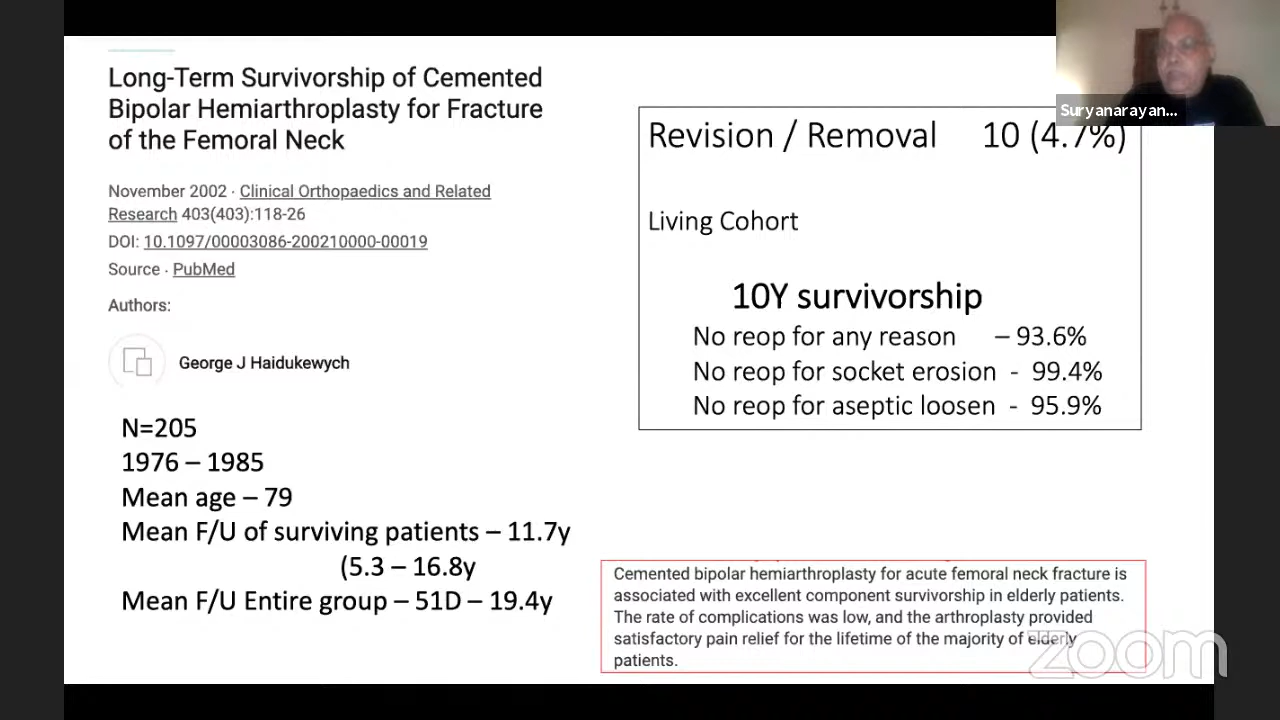 Long-Term Survivorship of Cemented
Bipolar Hemiarthroplasty for Fracture
of the Femoral Neck
November 2002 · Clinical Orthopaedics and Related
Research 403(403):118-26
DOI: 10.1097/00003086-200210000-00019
Source · PubMed
Authors:
George J Haidukewych
N=205
1976 – 1985
Mean age – 79
Mean F/U of surviving patients – 11.7y
(5.3 – 16.8y
Mean F/U Entire group – 51D – 19.4y
Suryanarayan...
Revision / Removal 10 (4.7%)
Living Cohort
10Y survivorship
No reop for any reason – 93.6%
No reop for socket erosion - 99.4%
No reop for aseptic loosen - 95.9%
Cemented bipolar hemiarthroplasty for acute femoral neck fracture is
associated with excellent component survivorship in elderly patients.
The rate of complications was low, and the arthroplasty provided
satisfactory pain relief for the lifetime of the majority of elderly
patients.
zoom